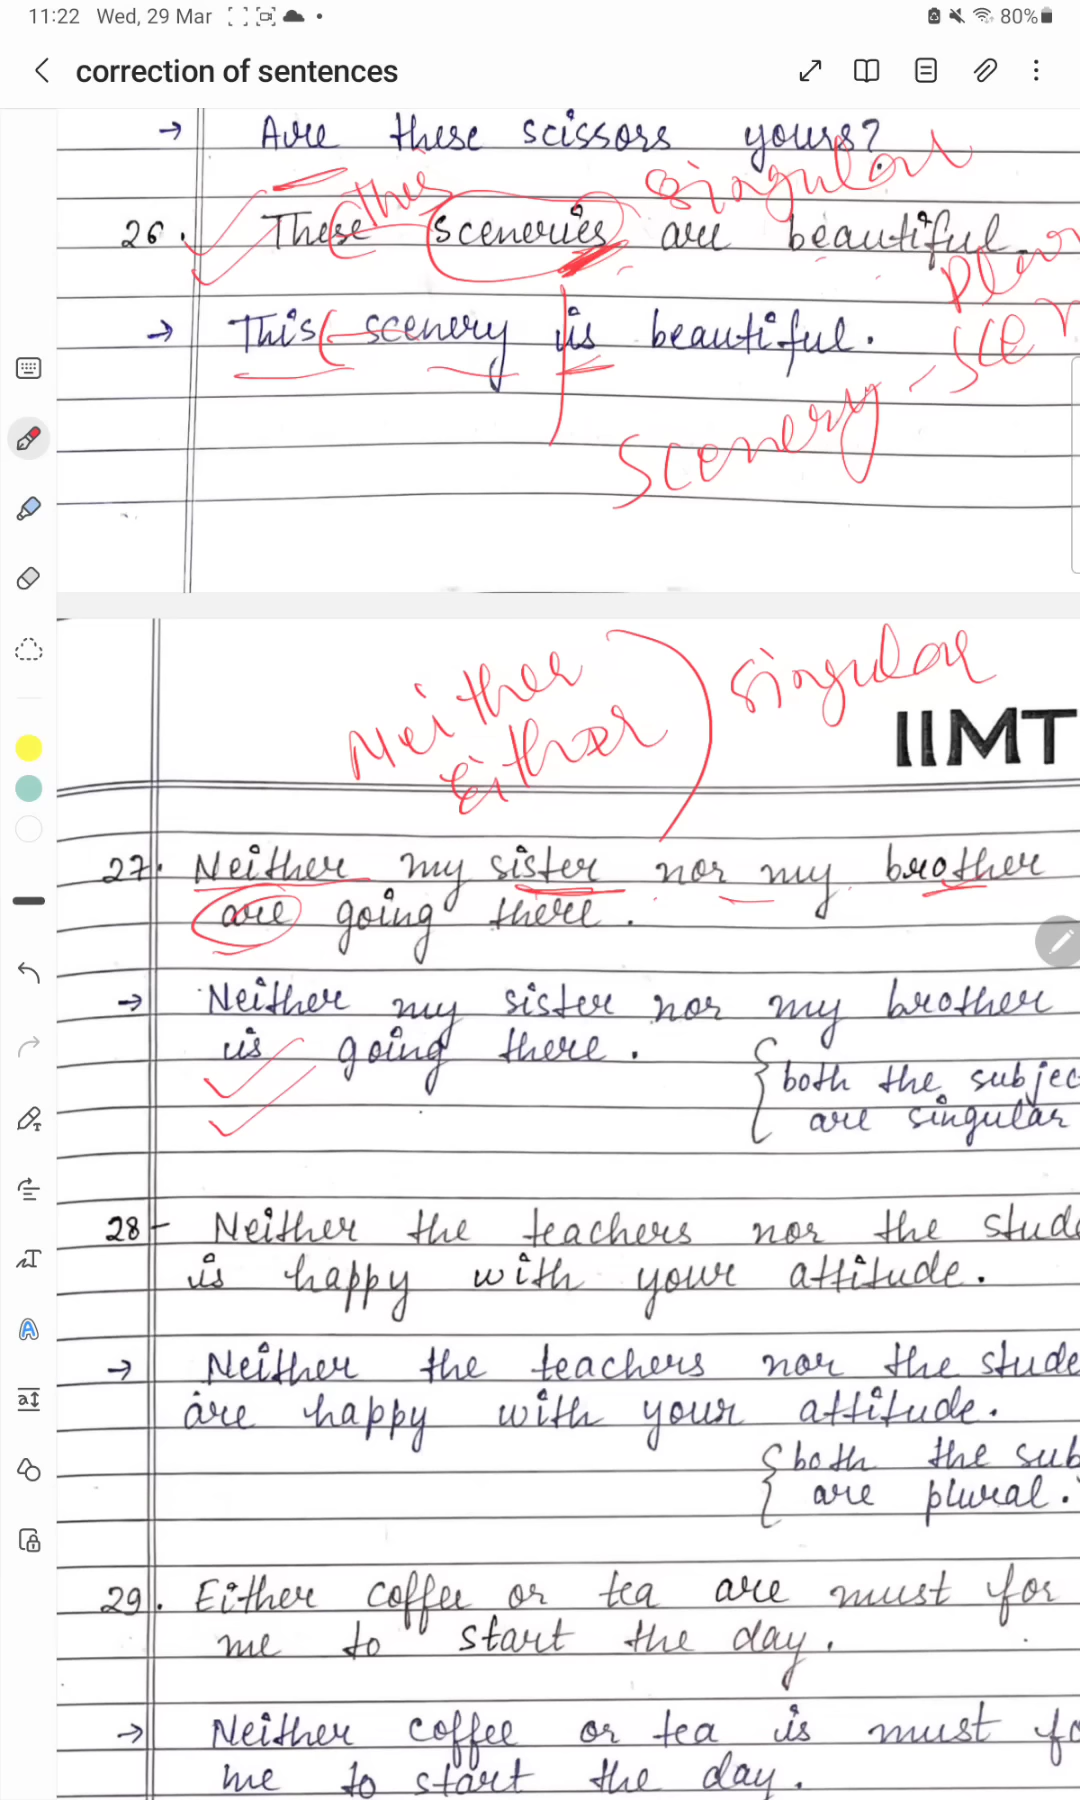 11:22 Wed, 29 Mar
80%
correction of sentences
→ Are these scissors yours?
this singular
26. These sceneries are beautiful.
→ This scenery is beautiful.
scenery -
Neither singular
Either
IIMT
27. Neither my sister nor my brother
are going there.
→ Neither my sister nor my brother
is going there.
both the subjec
are singular
28- Neither the teachers nor the stude
is happy with your attitude.
→ Neither the teachers nor the stude
are happy with your attitude.
both the sub
are plural.
29. Either coffee or tea are must for
me to start the day.
→ Neither coffee or tea is must fo
me to start the day.